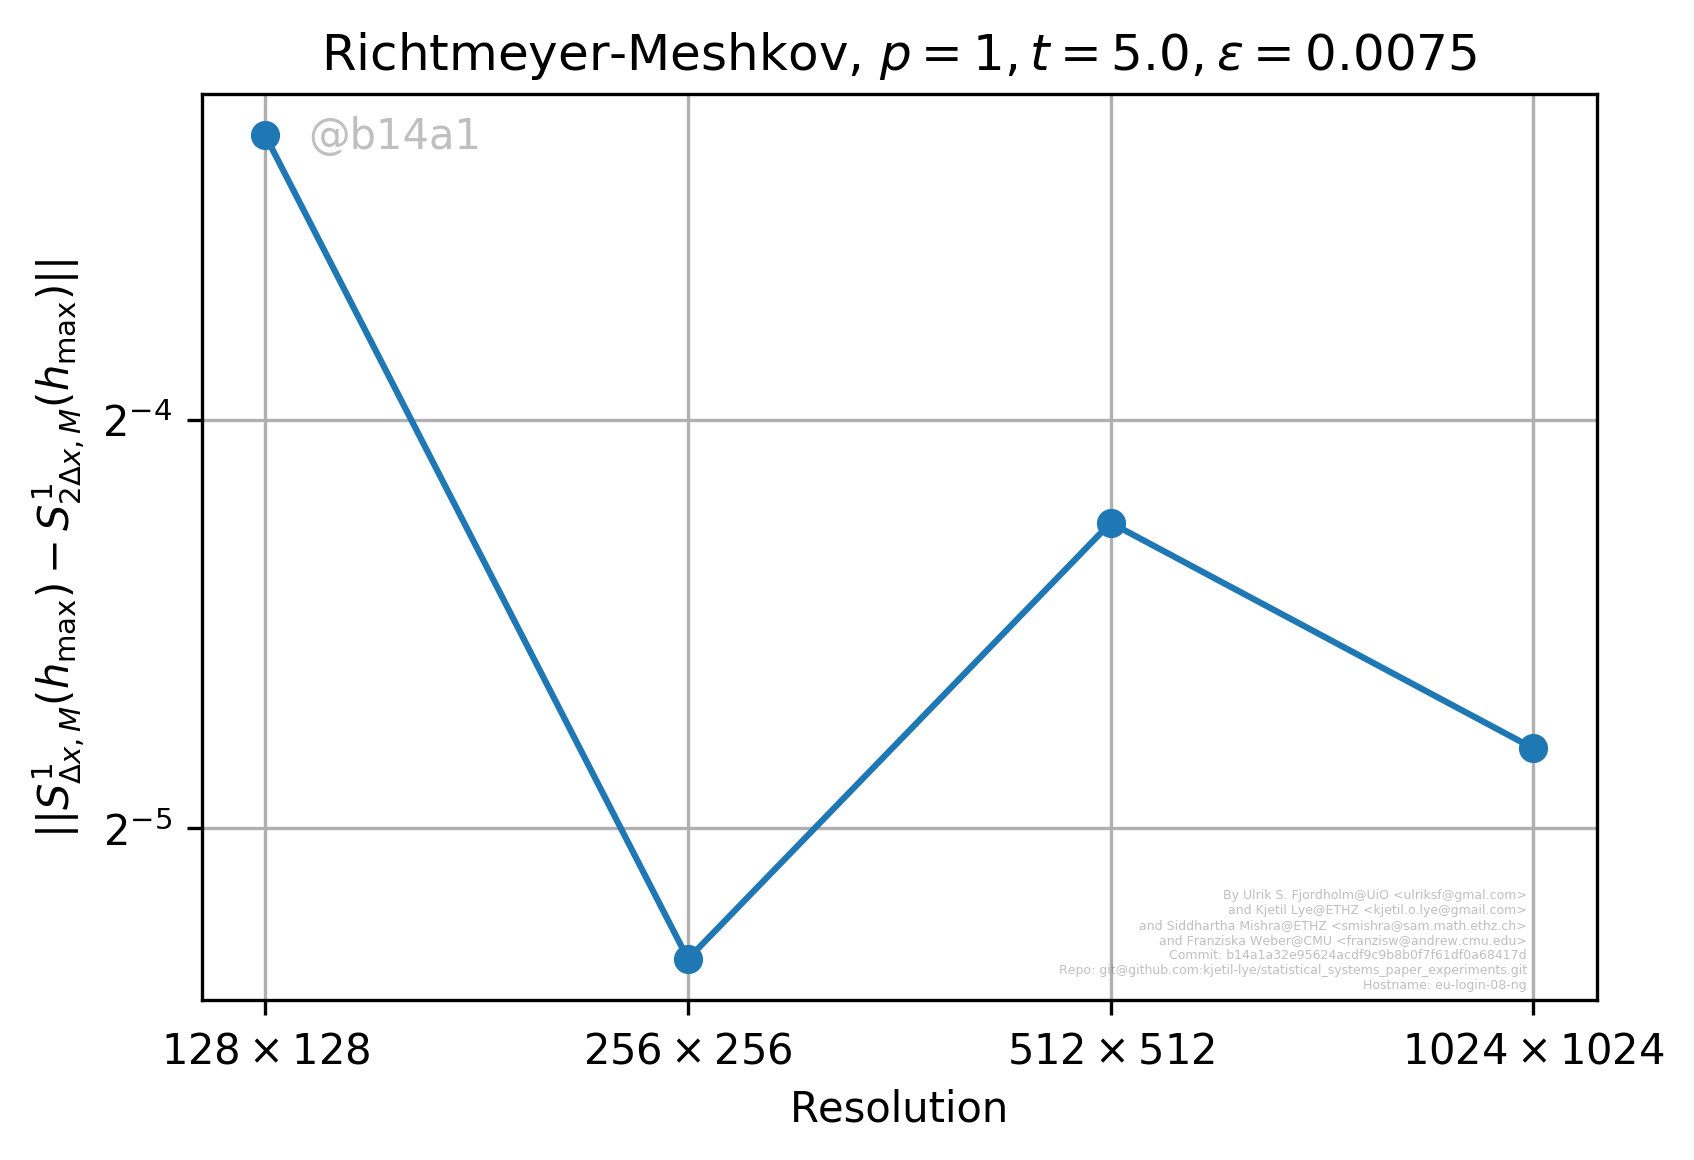 Richtmeyer-Meshkov, p = 1, t = 5.0, ε = 0.0075
@b14a1
||S¹_{Δx,M}(h_max) − S¹_{2Δx,M}(h_max)||
2⁻⁴
2⁻⁵
By Ulrik S. Fjordholm@UiO <ulriksf@gmal.com>
and Kjetil Lye@ETHZ <kjetil.o.lye@gmail.com>
and Siddhartha Mishra@ETHZ <smishra@sam.math.ethz.ch>
and Franziska Weber@CMU <franzisw@andrew.cmu.edu>
Commit: b14a1a32e95624acdf9c9b8b0f7f61df0a68417d
Repo: git@github.com:kjetil-lye/statistical_systems_paper_experiments.git
Hostname: eu-login-08-ng
128 × 128
256 × 256
512 × 512
1024 × 1024
Resolution